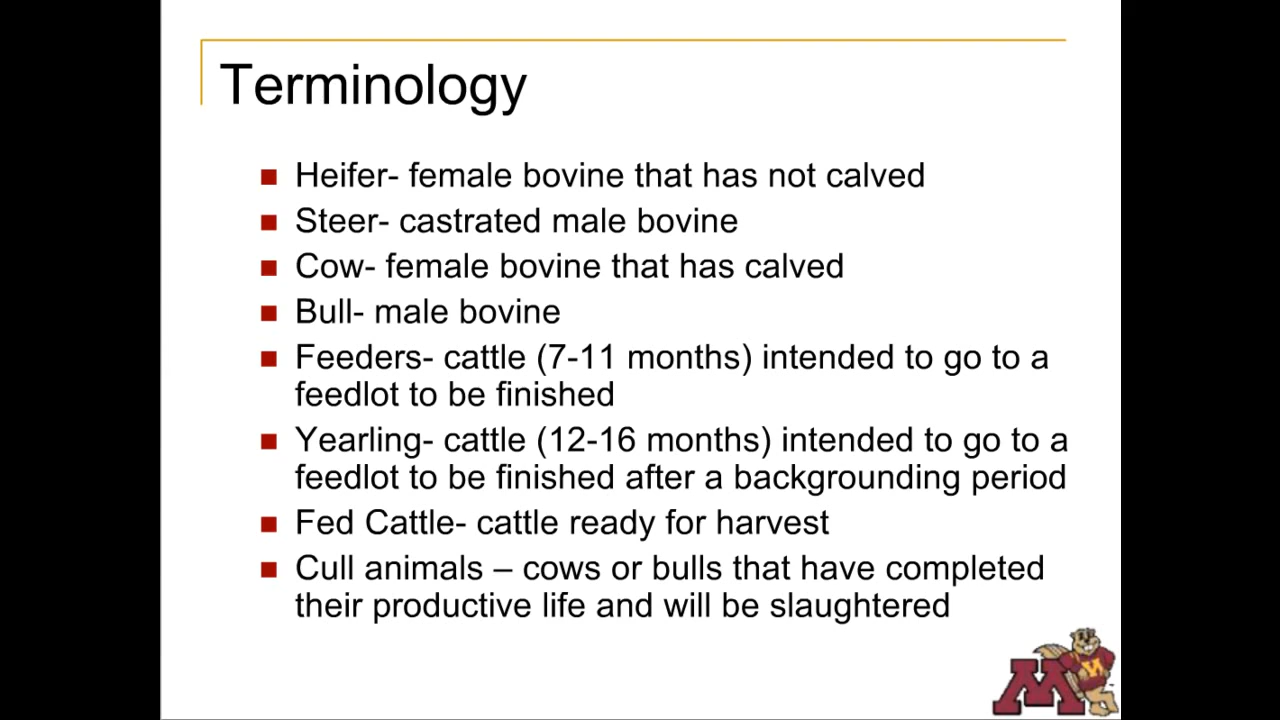 Terminology
Heifer- female bovine that has not calved
Steer- castrated male bovine
Cow- female bovine that has calved
Bull- male bovine
Feeders- cattle (7-11 months) intended to go to a
feedlot to be finished
Yearling- cattle (12-16 months) intended to go to a
feedlot to be finished after a backgrounding period
Fed Cattle- cattle ready for harvest
Cull animals – cows or bulls that have completed
their productive life and will be slaughtered
M
M